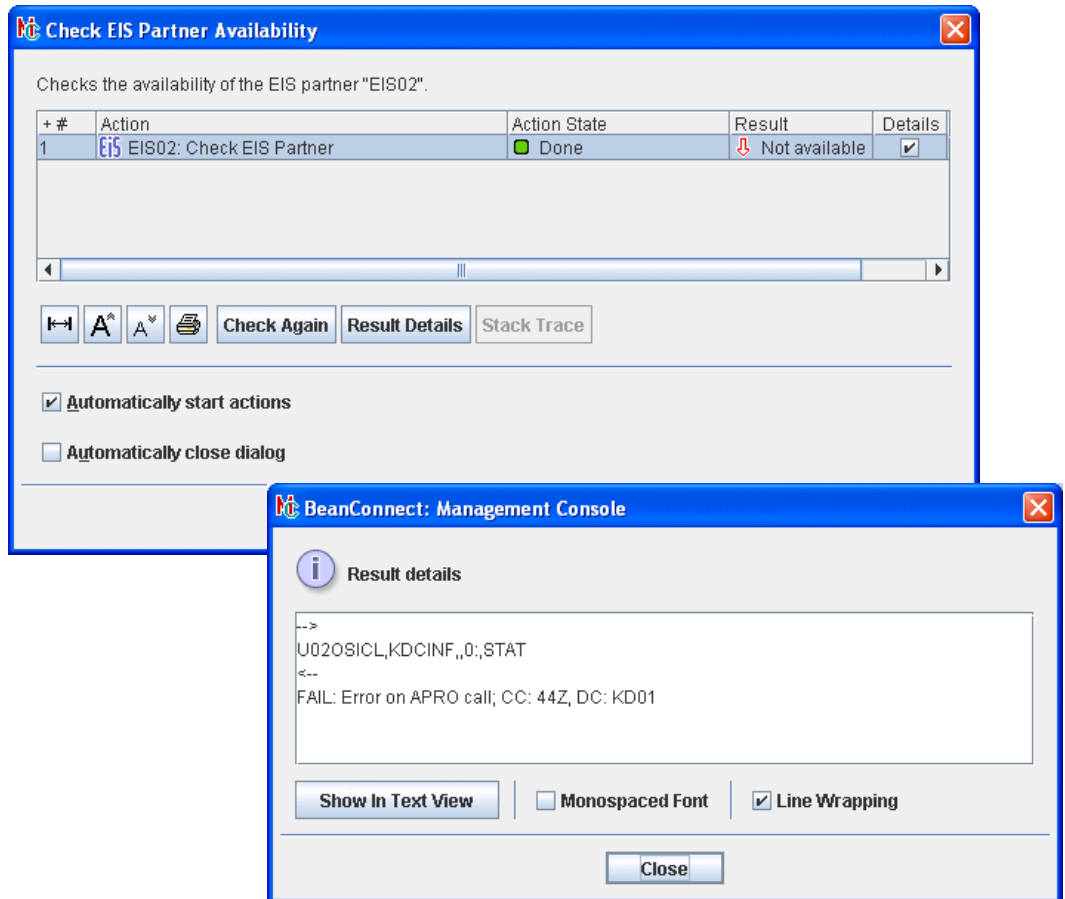 Check EIS Partner Availability
Checks the availability of the EIS partner "EIS02".
+ # Action Action State Result Details
1 EIS EIS02: Check EIS Partner Done Not available
Check Again Result Details Stack Trace
Automatically start actions
Automatically close dialog
BeanConnect: Management Console
i Result details
-->
U02OSICL,KDCINF,,0:,STAT
<--
FAIL: Error on APRO call; CC: 44Z, DC: KD01
Show In Text View Monospaced Font Line Wrapping
Close